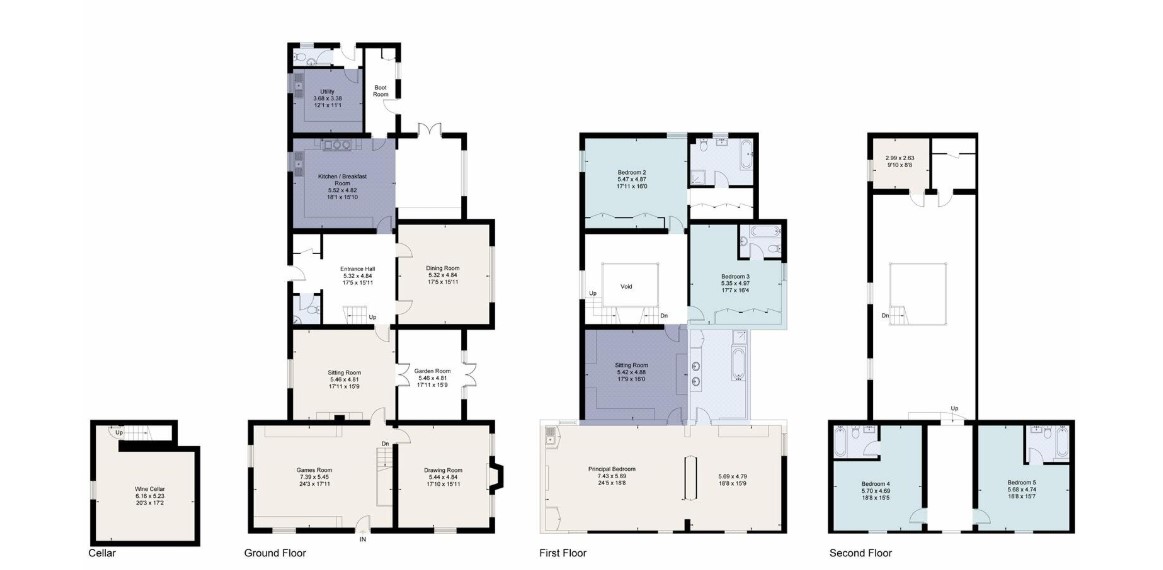 Up
Wine Cellar
6.16 x 5.23
20'3 x 17'2
Cellar
Utility
3.68 x 3.38
12'1 x 11'1
Boot
Room
Kitchen / Breakfast
Room
5.52 x 4.82
18'1 x 15'10
Entrance Hall
5.32 x 4.84
17'5 x 15'11
Up
Dining Room
5.32 x 4.84
17'5 x 15'11
Sitting Room
5.46 x 4.81
17'11 x 15'9
Garden Room
5.46 x 4.81
17'11 x 15'9
Games Room
7.39 x 5.45
24'3 x 17'11
Dn
Drawing Room
5.44 x 4.84
17'10 x 15'11
IN
Ground Floor
Bedroom 2
5.47 x 4.87
17'11 x 16'0
Void
Up
Dn
Bedroom 3
5.35 x 4.97
17'7 x 16'4
Sitting Room
5.42 x 4.88
17'9 x 16'0
Principal Bedroom
7.43 x 5.69
24'5 x 18'8
5.69 x 4.79
18'8 x 15'9
First Floor
2.99 x 2.63
9'10 x 8'8
Dn
Up
Bedroom 4
5.70 x 4.69
18'8 x 15'5
Bedroom 5
5.68 x 4.74
18'8 x 15'7
Second Floor